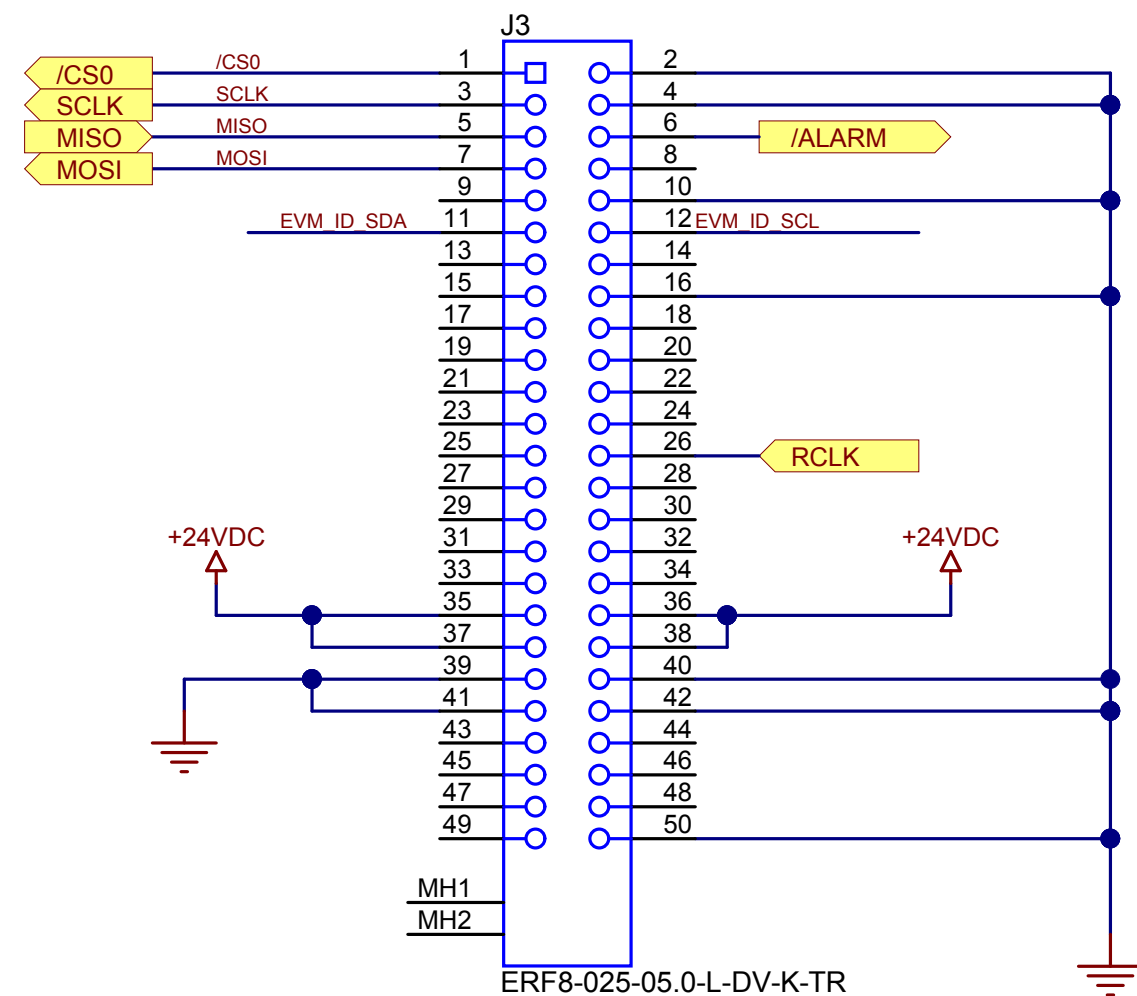 J3
/CS0 /CS0 1 2
SCLK SCLK 3 4
MISO MISO 5 6 /ALARM
MOSI MOSI 7 8
9 10
EVM_ID_SDA 11 12 EVM_ID_SCL
13 14
15 16
17 18
19 20
21 22
23 24
25 26 RCLK
27 28
29 30
+24VDC 31 32 +24VDC
33 34
35 36
37 38
39 40
41 42
43 44
45 46
47 48
49 50
MH1
MH2
ERF8-025-05.0-L-DV-K-TR